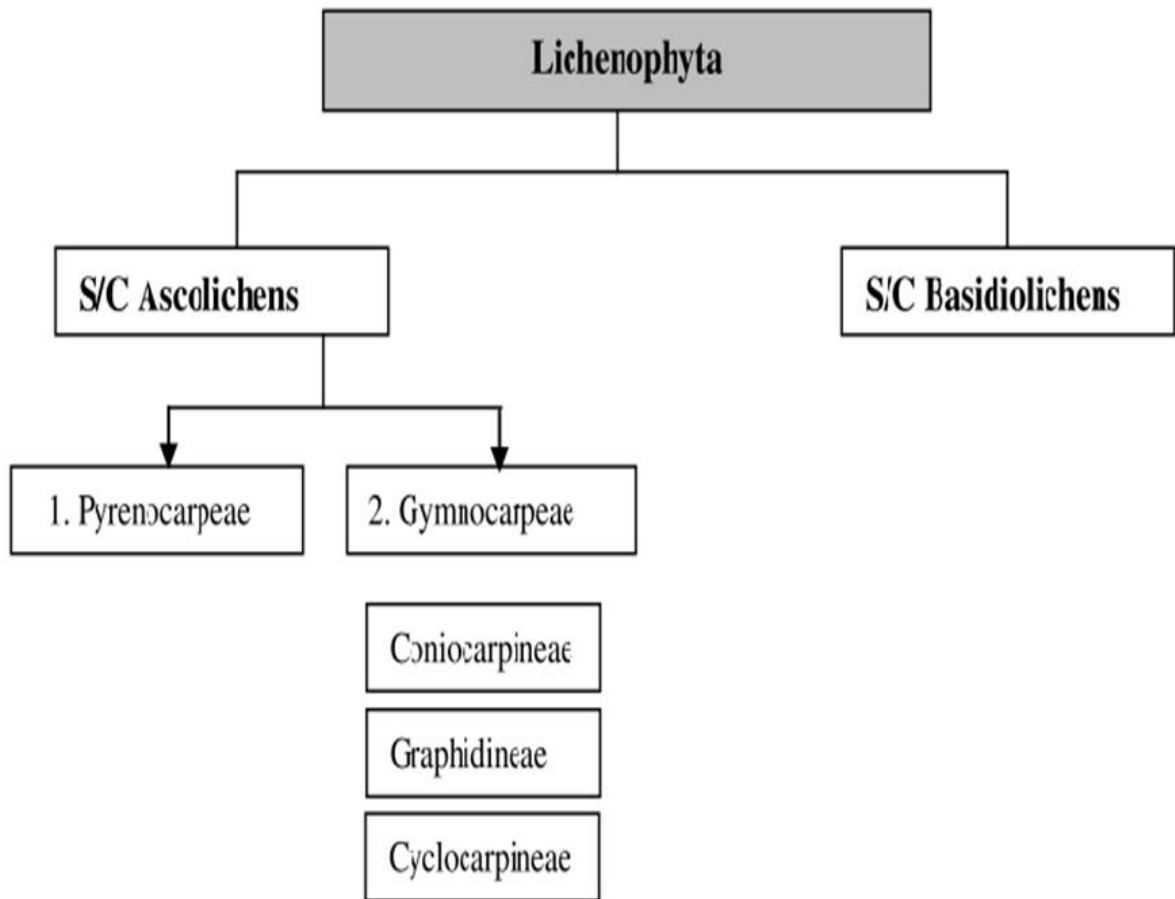 Lichenophyta
S/C Ascolichens
S/C Basidiolichens
1. Pyrenocarpeae
2. Gymnocarpeae
Coniocarpineae
Graphidineae
Cyclocarpineae